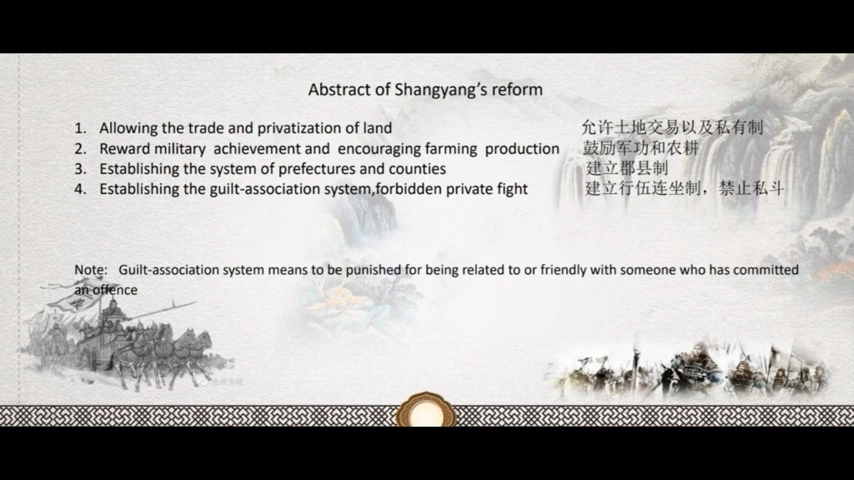 Abstract of Shangyang's reform
1. Allowing the trade and privatization of land 允许土地交易以及私有制
2. Reward military achievement and encouraging farming production 鼓励军功和农耕
3. Establishing the system of prefectures and counties 建立郡县制
4. Establishing the guilt-association system,forbidden private fight 建立行伍连坐制，禁止私斗
Note: Guilt-association system means to be punished for being related to or friendly with someone who has committed
an offence